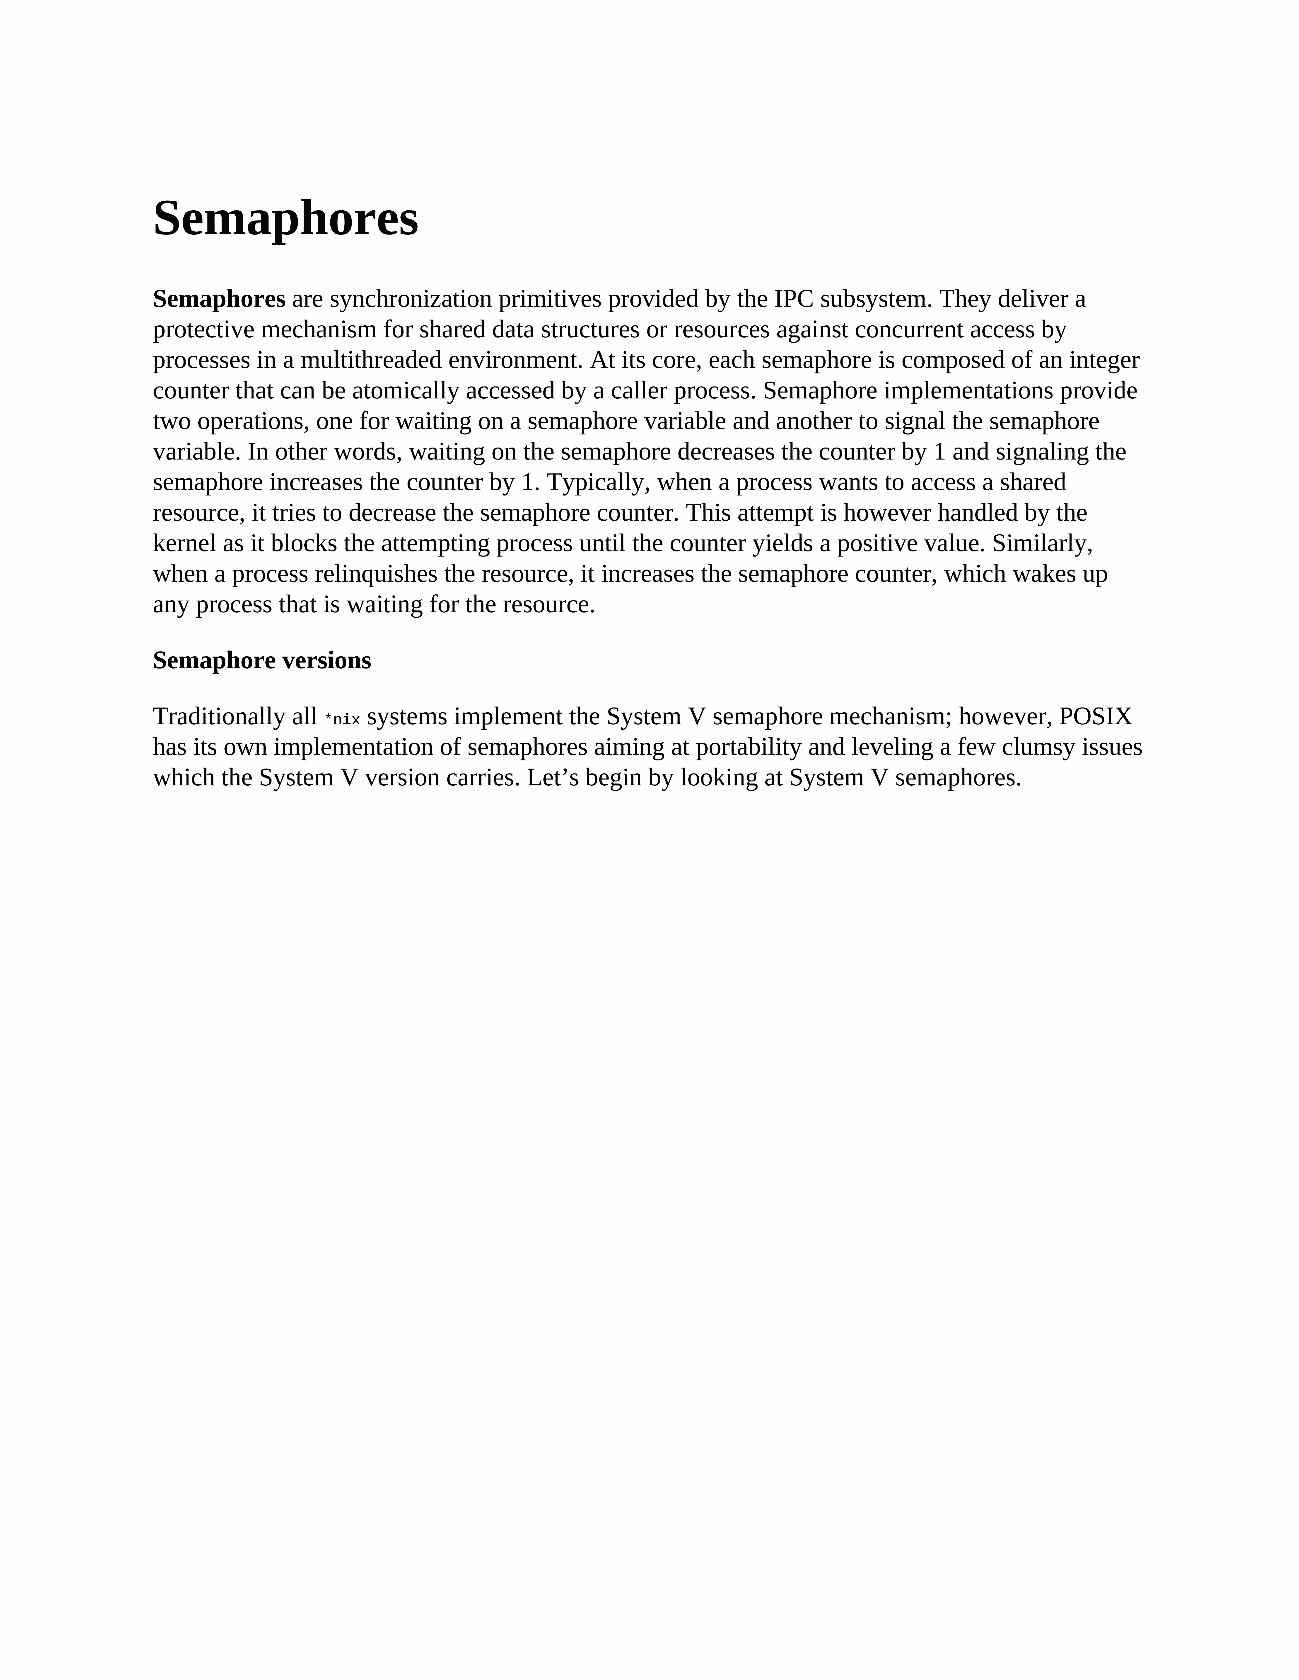 Semaphores
Semaphores are synchronization primitives provided by the IPC subsystem. They deliver a
protective mechanism for shared data structures or resources against concurrent access by
processes in a multithreaded environment. At its core, each semaphore is composed of an integer
counter that can be atomically accessed by a caller process. Semaphore implementations provide
two operations, one for waiting on a semaphore variable and another to signal the semaphore
variable. In other words, waiting on the semaphore decreases the counter by 1 and signaling the
semaphore increases the counter by 1. Typically, when a process wants to access a shared
resource, it tries to decrease the semaphore counter. This attempt is however handled by the
kernel as it blocks the attempting process until the counter yields a positive value. Similarly,
when a process relinquishes the resource, it increases the semaphore counter, which wakes up
any process that is waiting for the resource.
Semaphore versions
Traditionally all *nix systems implement the System V semaphore mechanism; however, POSIX
has its own implementation of semaphores aiming at portability and leveling a few clumsy issues
which the System V version carries. Let’s begin by looking at System V semaphores.